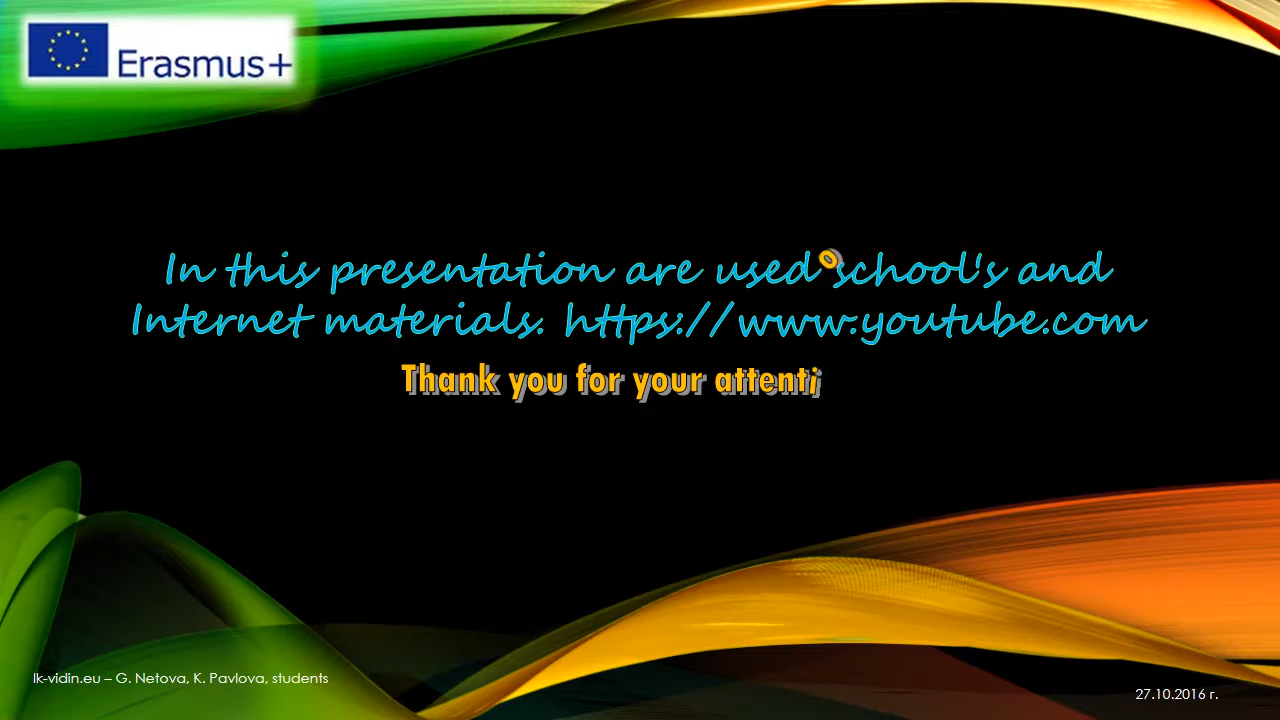 Erasmus+
In this presentation are used school's and
Internet materials. https://www.youtube.com
Thank you for your attenti
o
lk-vidin.eu – G. Netova, K. Pavlova, students
27.10.2016 г.